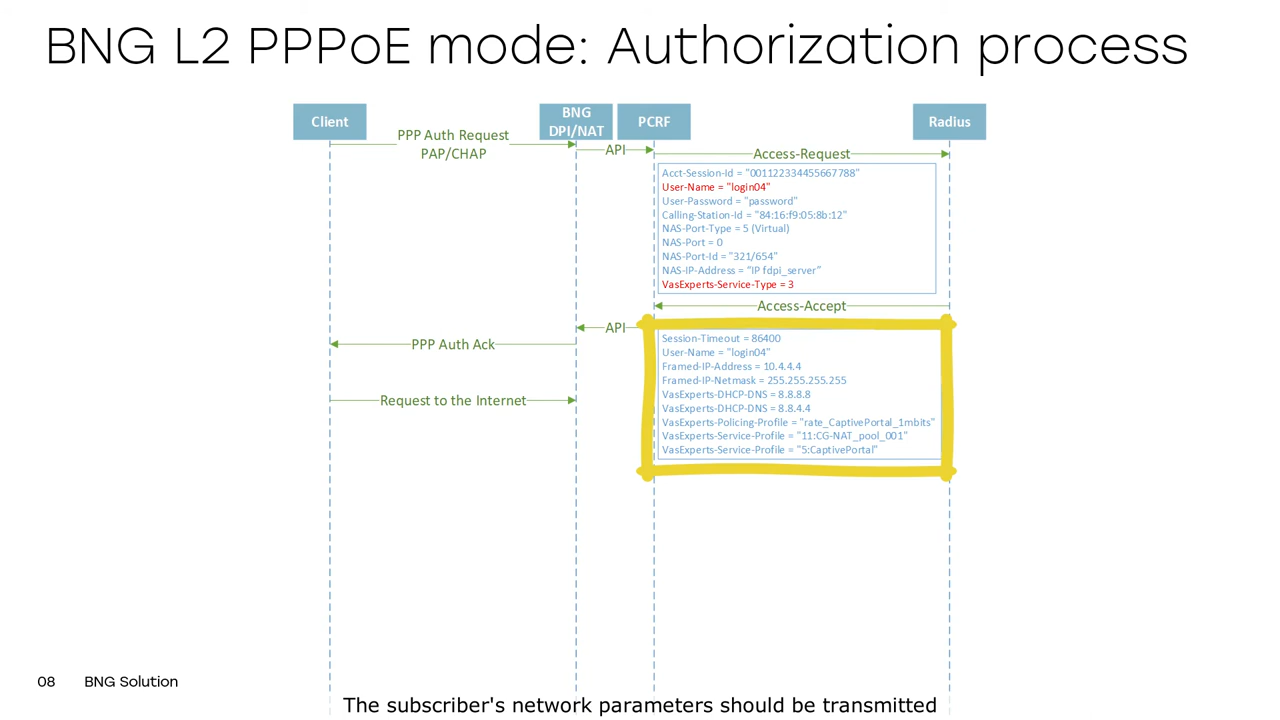 BNG L2 PPPoE mode: Authorization process
Client
BNG
DPI/NAT
PCRF
Radius
PPP Auth Request
PAP/CHAP
API
Access-Request
Acct-Session-Id = "001122334455667788"
User-Name = "login04"
User-Password = "password"
Calling-Station-Id = "84:16:f9:05:8b:12"
NAS-Port-Type = 5 (Virtual)
NAS-Port = 0
NAS-Port-Id = "321/654"
NAS-IP-Address = "IP fdpi_server"
VasExperts-Service-Type = 3
Access-Accept
API
Session-Timeout = 86400
User-Name = "login04"
Framed-IP-Address = 10.4.4.4
Framed-IP-Netmask = 255.255.255.255
VasExperts-DHCP-DNS = 8.8.8.8
VasExperts-DHCP-DNS = 8.8.4.4
VasExperts-Policing-Profile = "rate_CaptivePortal_1mbits"
VasExperts-Service-Profile = "11:CG-NAT_pool_001"
VasExperts-Service-Profile = "5:CaptivePortal"
PPP Auth Ack
Request to the Internet
08 BNG Solution
The subscriber's network parameters should be transmitted